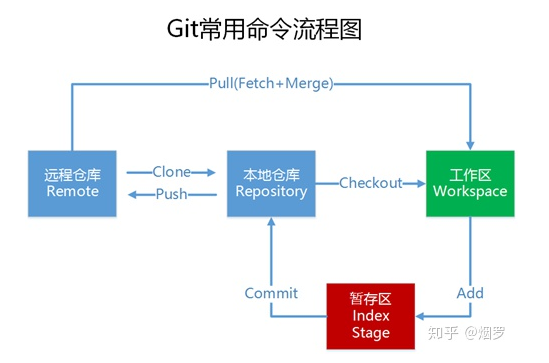 Git常用命令流程图
Pull(Fetch+Merge)
远程仓库
Remote
Clone
Push
本地仓库
Repository
Checkout
工作区
Workspace
Commit
暂存区
Index
Stage
Add
知乎 @烟罗